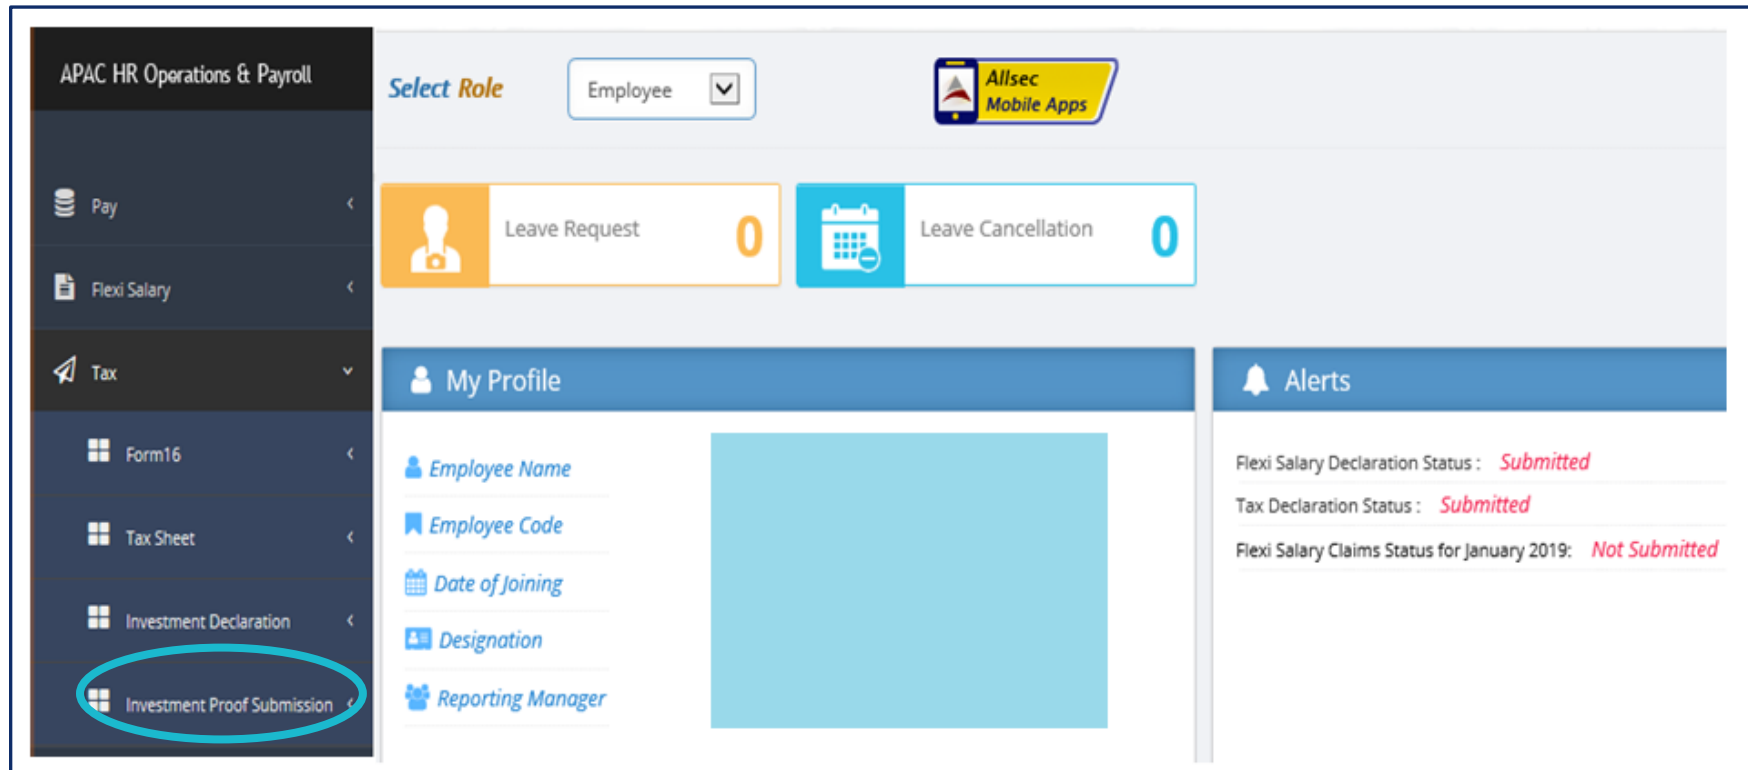 APAC HR Operations & Payroll
Select Role
Employee
Allsec
Mobile Apps
Pay
Flexi Salary
Tax
Form16
Tax Sheet
Investment Declaration
Investment Proof Submission
Leave Request
0
Leave Cancellation
0
My Profile
Employee Name
Employee Code
Date of Joining
Designation
Reporting Manager
Alerts
Flexi Salary Declaration Status : Submitted
Tax Declaration Status : Submitted
Flexi Salary Claims Status for January 2019: Not Submitted